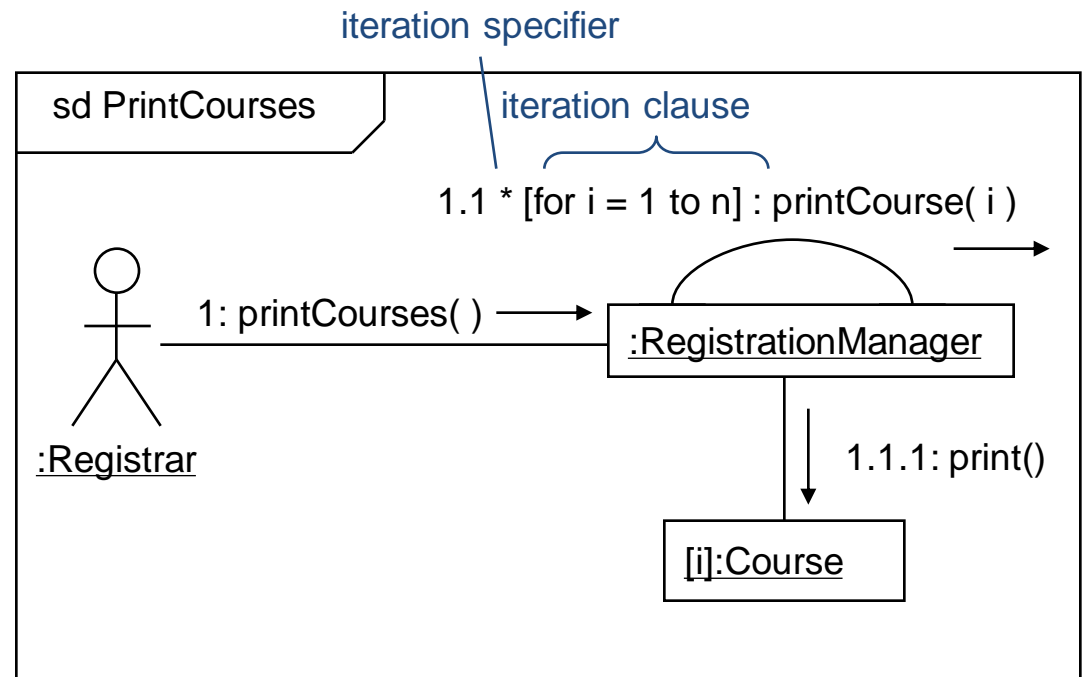 iteration specifier
sd PrintCourses
iteration clause
1.1 * [for i = 1 to n] : printCourse( i )
1: printCourses( )
:RegistrationManager
:Registrar
1.1.1: print()
[i]:Course